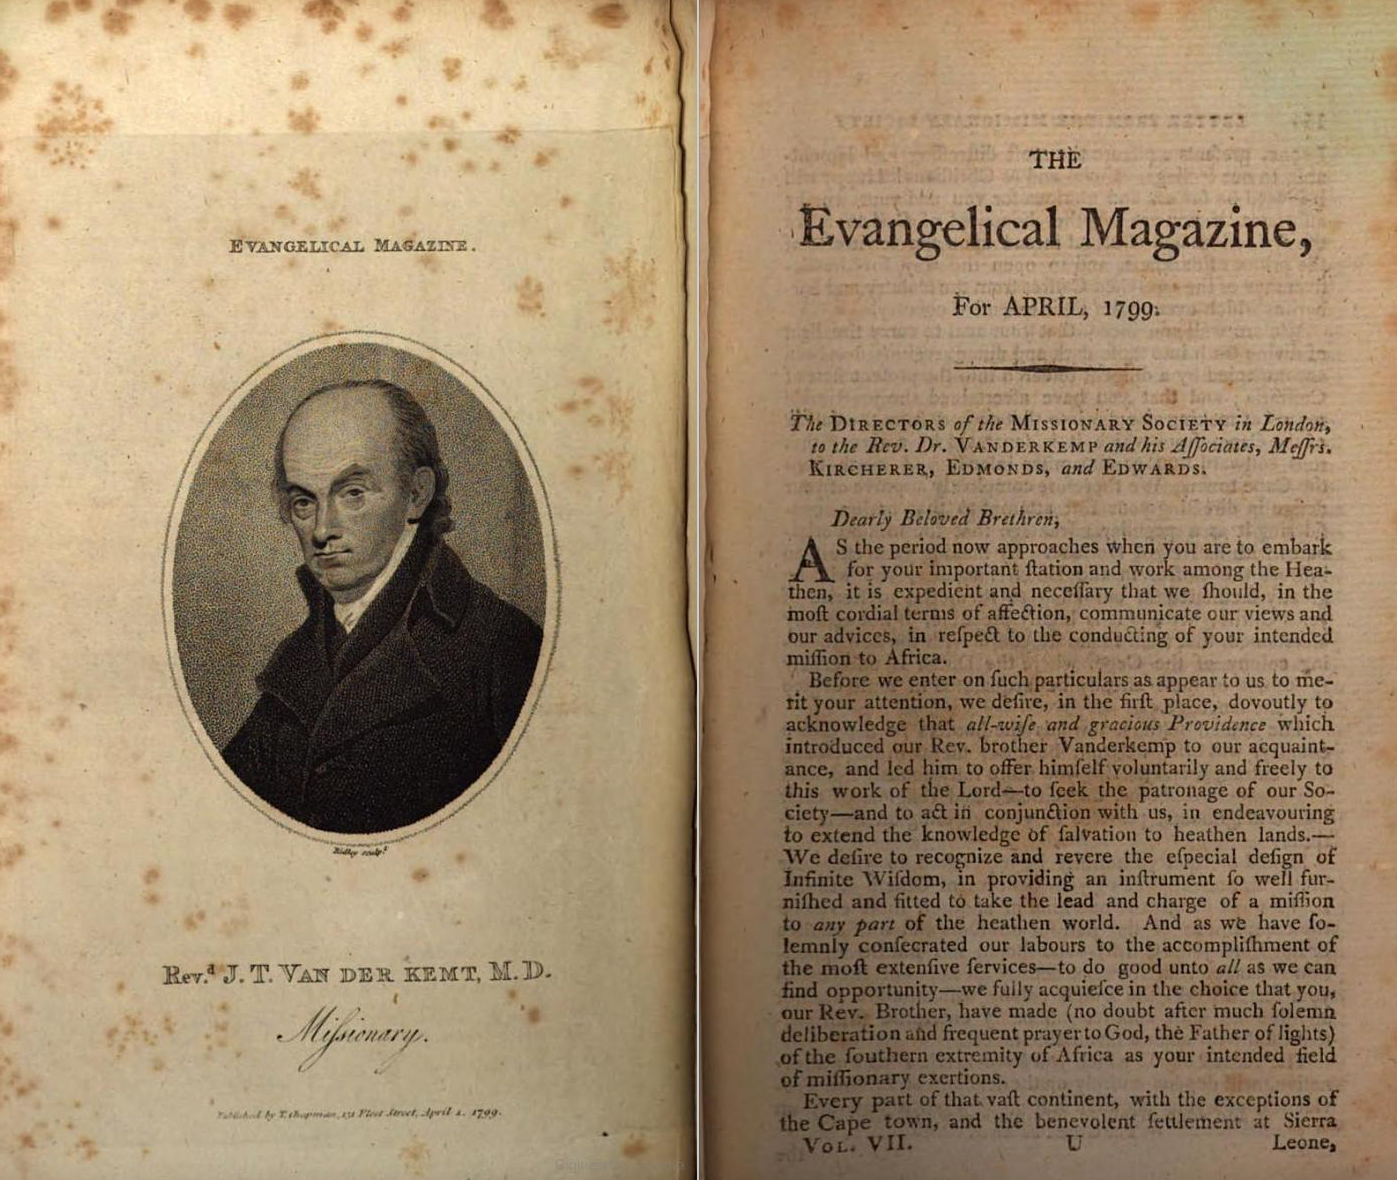 EVANGELICAL MAGAZINE.
Ridley sculpᵗ
Rev.ᵈ J. T. VAN DER KEMT, M.D.
Miſsionary.
Published by T. Chapman, 151 Fleet Street, April 1. 1799.
THE
Evangelical Magazine,
For APRIL, 1799.
The DIRECTORS of the MISSIONARY SOCIETY in London,
to the Rev. Dr. VANDERKEMP and his Aſſociates, Meſſrs.
KIRCHERER, EDMONDS, and EDWARDS.
Dearly Beloved Brethren,
AS the period now approaches when you are to embark
for your important ſtation and work among the Hea-
then, it is expedient and neceſſary that we ſhould, in the
moſt cordial terms of affection, communicate our views and
our advices, in reſpect to the conducting of your intended
miſſion to Africa.
Before we enter on ſuch particulars as appear to us to me-
rit your attention, we deſire, in the firſt place, dovoutly to
acknowledge that all-wiſe and gracious Providence which
introduced our Rev. brother Vanderkemp to our acquaint-
ance, and led him to offer himſelf voluntarily and freely to
this work of the Lord—to ſeek the patronage of our So-
ciety—and to act in conjunction with us, in endeavouring
to extend the knowledge of ſalvation to heathen lands.—
We deſire to recognize and revere the eſpecial deſign of
Infinite Wiſdom, in providing an inſtrument ſo well fur-
niſhed and fitted to take the lead and charge of a miſſion
to any part of the heathen world. And as we have ſo-
lemnly conſecrated our labours to the accompliſhment of
the moſt extenſive ſervices—to do good unto all as we can
find opportunity—we fully acquieſce in the choice that you,
our Rev. Brother, have made (no doubt after much ſolemn
deliberation and frequent prayer to God, the Father of lights)
of the ſouthern extremity of Africa as your intended field
of miſſionary exertions.
Every part of that vaſt continent, with the exceptions of
the Cape town, and the benevolent ſettlement at Sierra
VOL. VII. U Leone,